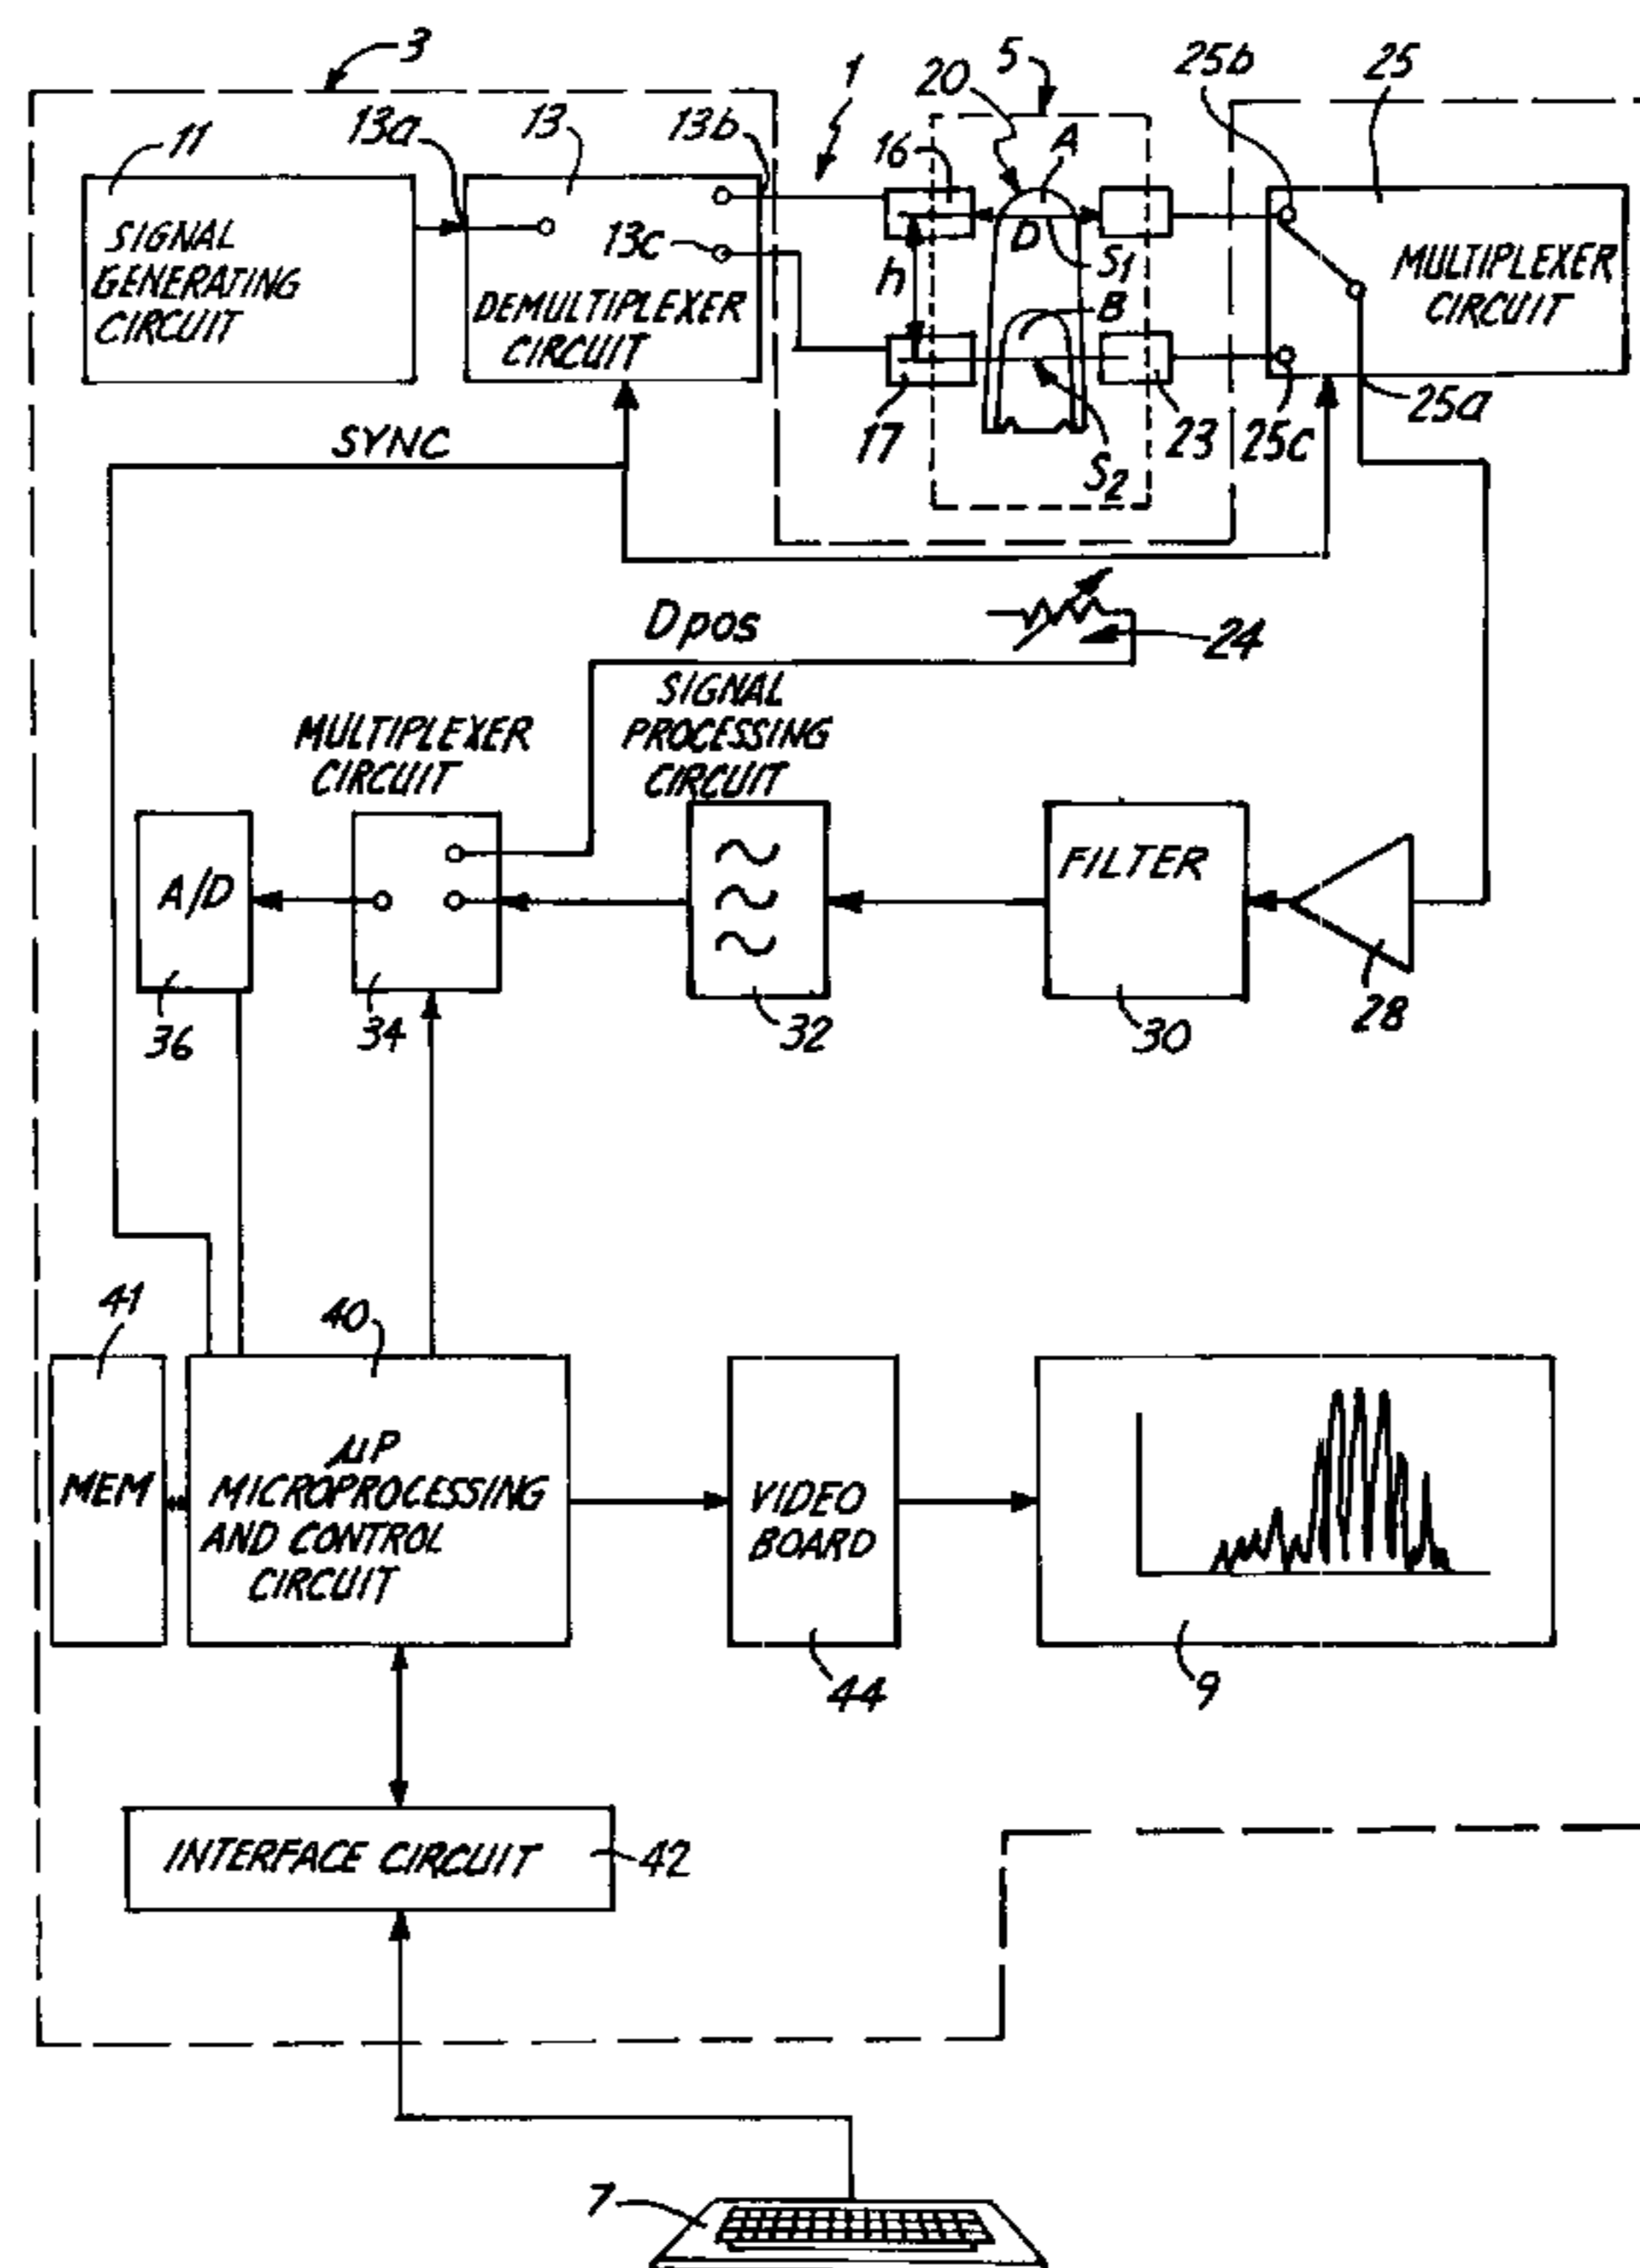 3
1
20
5
25b
25
11
13a
13
13b
16
A
SIGNAL
GENERATING
CIRCUIT
13c
DEMULTIPLEXER
CIRCUIT
D
S1
h
B
MULTIPLEXER
CIRCUIT
17
S2
23
25c
25a
SYNC
Dpos
24
SIGNAL
PROCESSING
CIRCUIT
MULTIPLEXER
CIRCUIT
A/D
FILTER
36
34
32
30
28
41
40
MEM
µP
MICROPROCESSING
AND CONTROL
CIRCUIT
VIDEO
BOARD
44
9
INTERFACE CIRCUIT
42
7